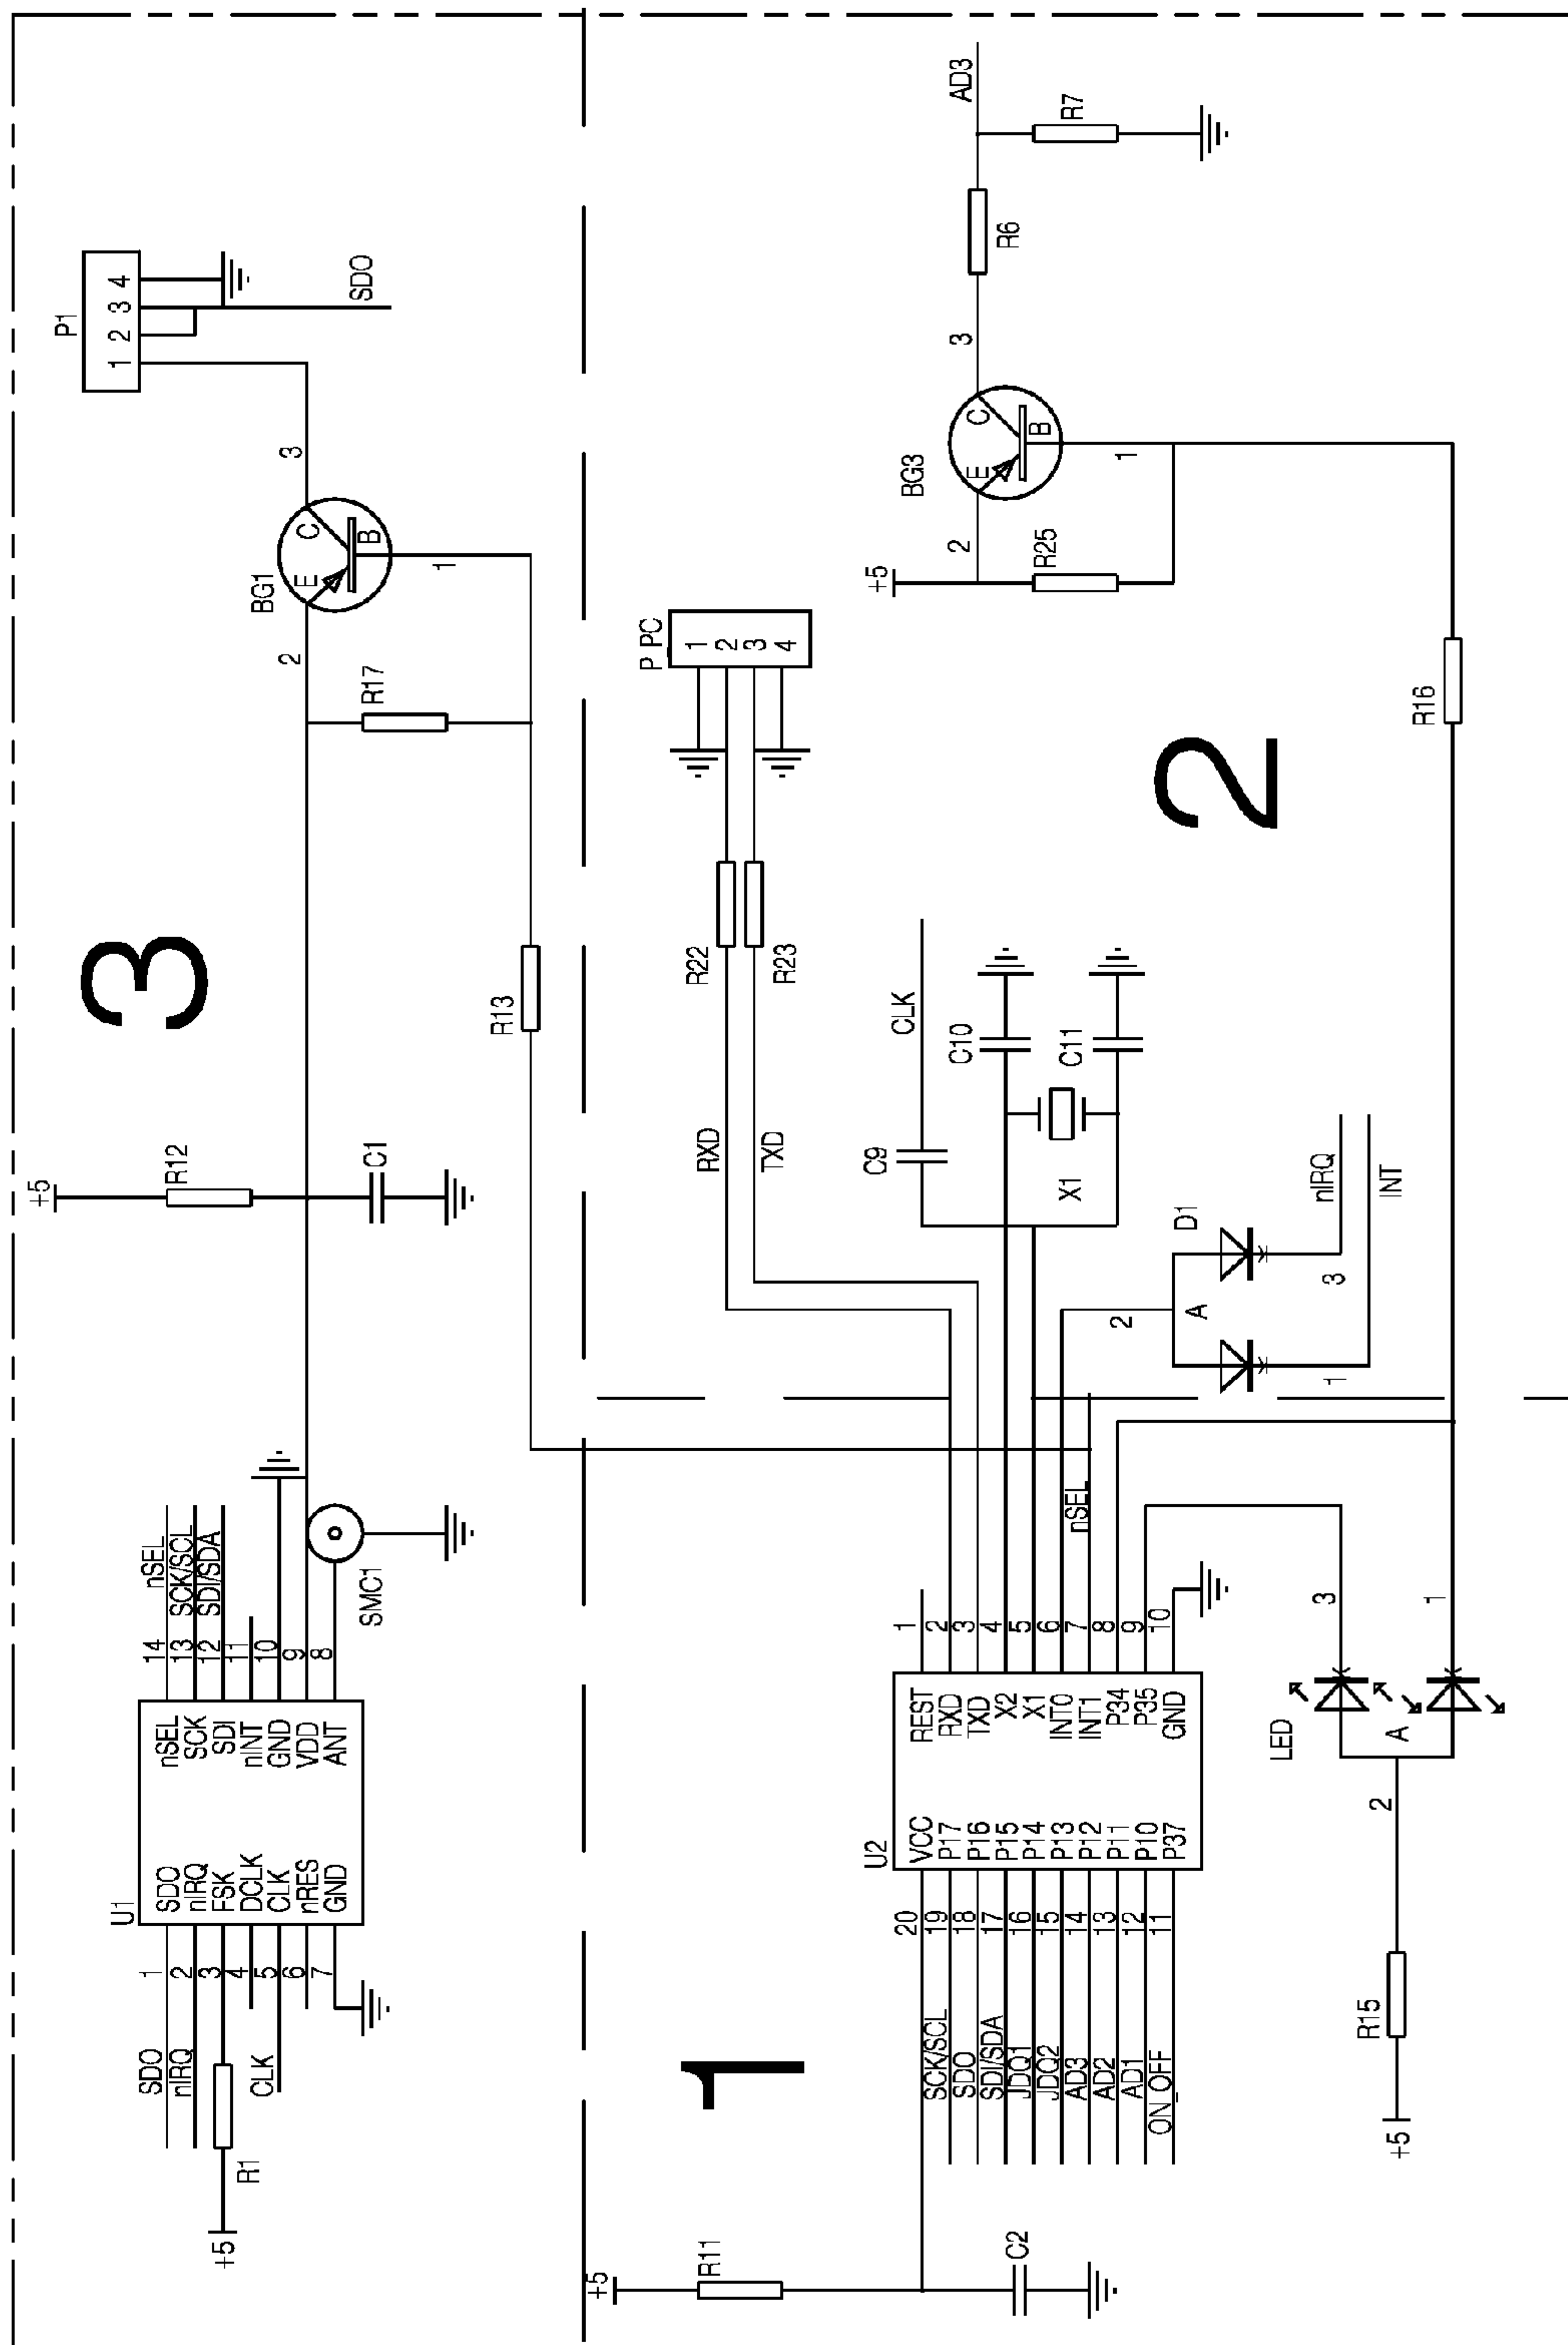 3
+5
R12
C1
P1
1 2 3 4
SDO
BG1
E
C
B
2
3
1
R17
R13
U1
SDO
nIRQ
FSK
DCLK
CLK
nRES
GND
nSEL
SCK
SDI
nINT
GND
VDD
ANT
1
2
3
4
5
6
7
14
13
12
11
10
9
8
SDO
nIRQ
CLK
+5
R1
nSEL
SCK/SCL
SDI/SDA
SMC1
1
+5
R11
C2
U2
VCC
P17
P16
P15
P14
P13
P12
P11
P10
P37
REST
RXD
TXD
X2
X1
INT0
INT1
P34
P35
GND
20
19
18
17
16
15
14
13
12
11
1
2
3
4
5
6
7
8
9
10
SCK/SCL
SDO
SDI/SDA
JDQ1
JDQ2
AD3
AD2
AD1
ON_OFF
nSEL
+5
R15
2
LED
A
3
1
2
RXD
TXD
R22
R23
P_PC
1
2
3
4
C9
CLK
C10
C11
X1
D1
2
A
3
1
nIRQ
INT
R16
+5
R25
BG3
E
C
B
2
3
1
R6
AD3
R7